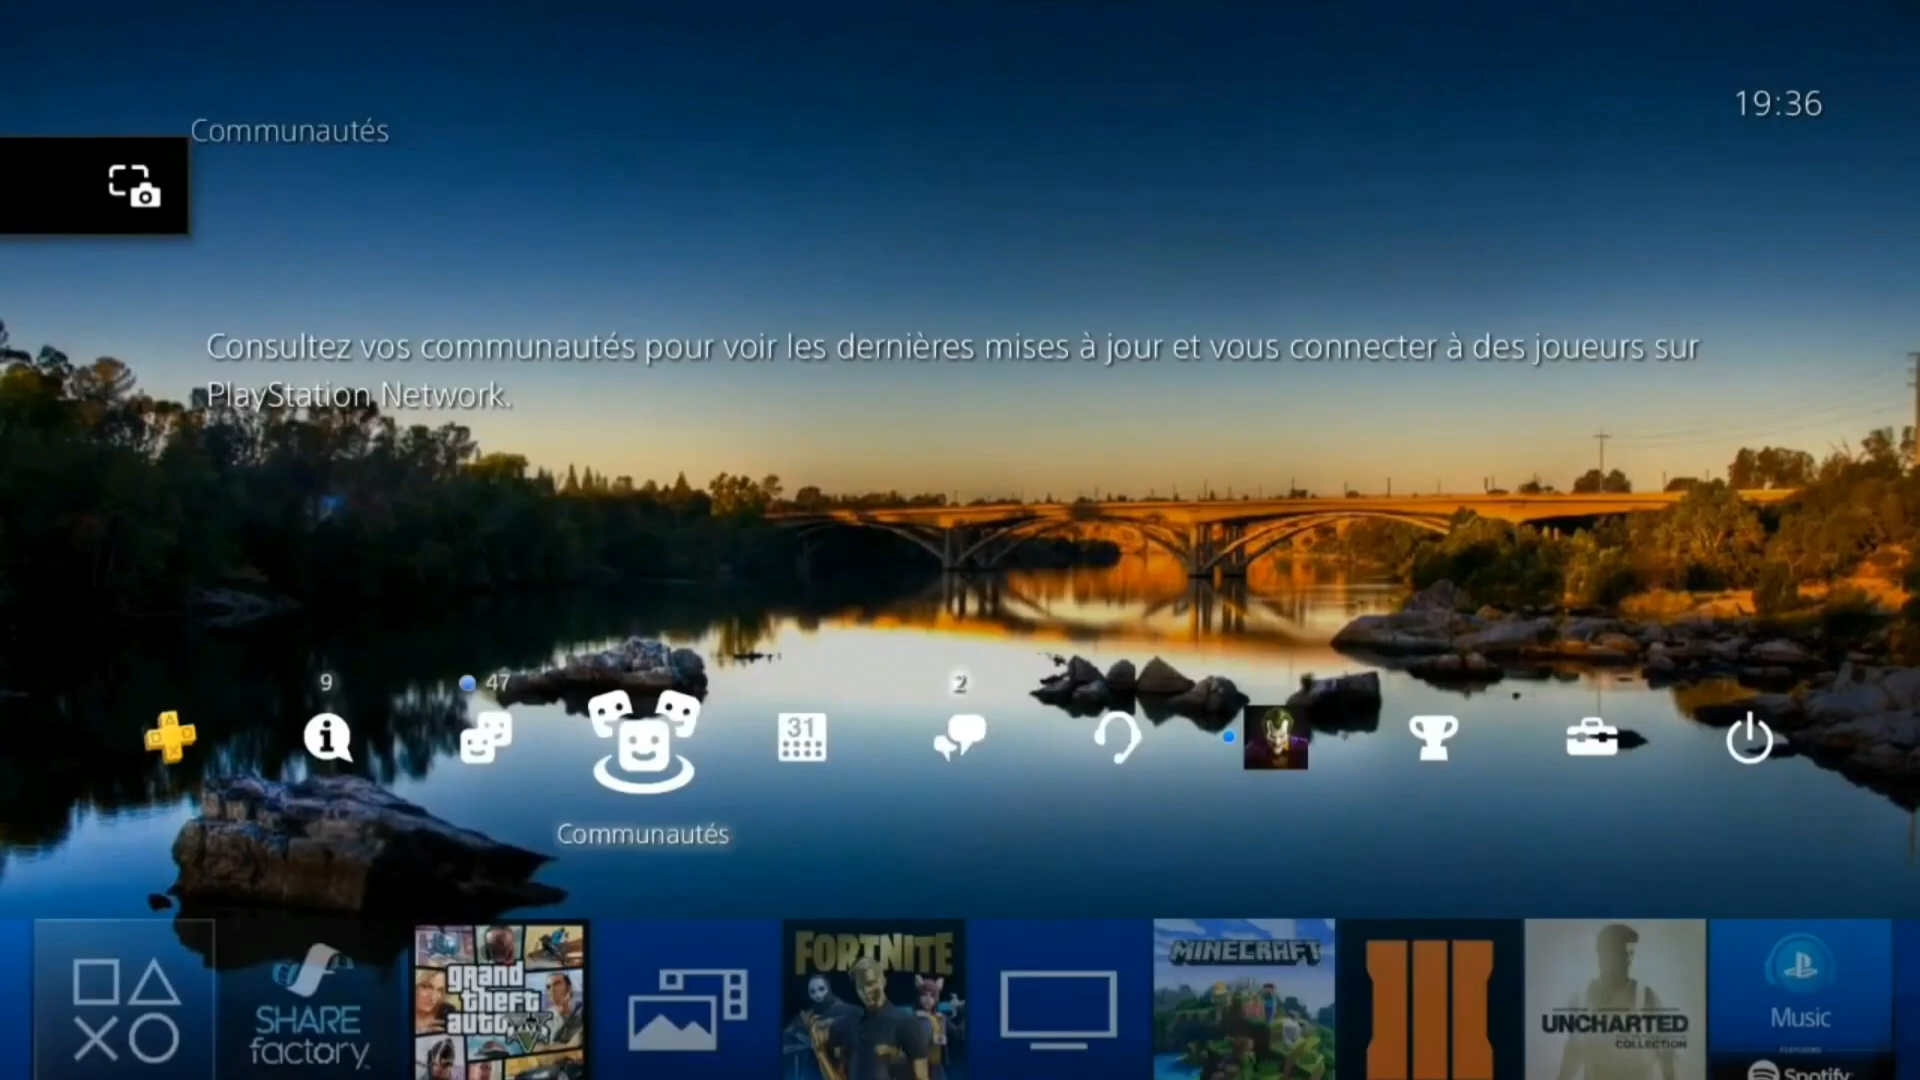 19:36
Communautés
Consultez vos communautés pour voir les dernières mises à jour et vous connecter à des joueurs sur
PlayStation Network.
9
47
2
31
Communautés
SHARE
factory
grand
theft
auto
V
FORTNITE
MINECRAFT
UNCHARTED
COLLECTION
Music
Spotify